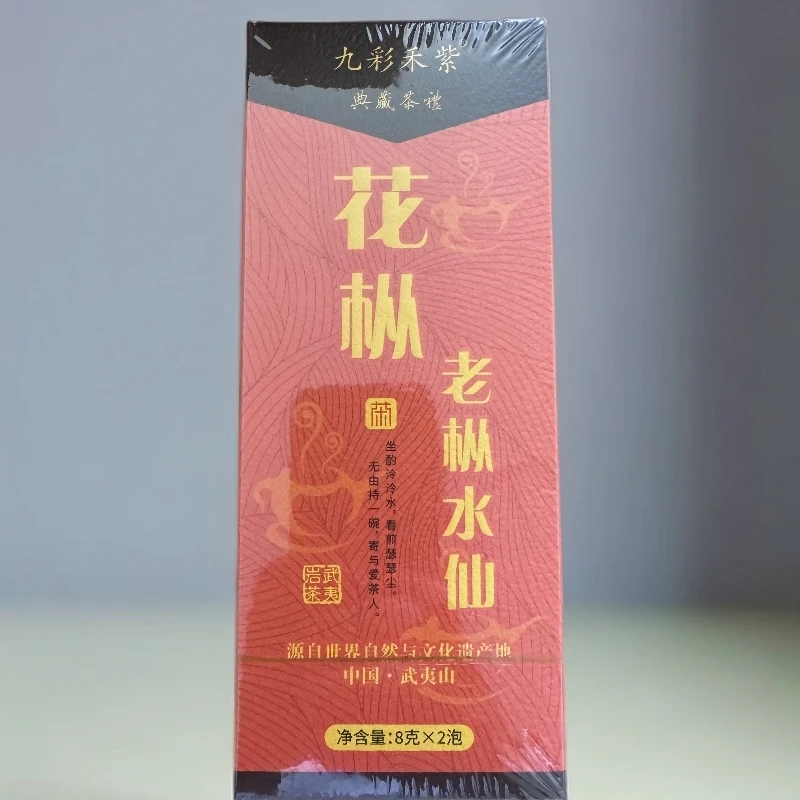 九彩禾紫
典藏茶禮
花枞
老枞水仙
茶
坐酌泠泠水，看煎瑟瑟尘。
无由持一碗，寄与爱茶人。
武夷
岩茶
源自世界自然与文化遗产地
中国·武夷山
净含量:8克×2泡